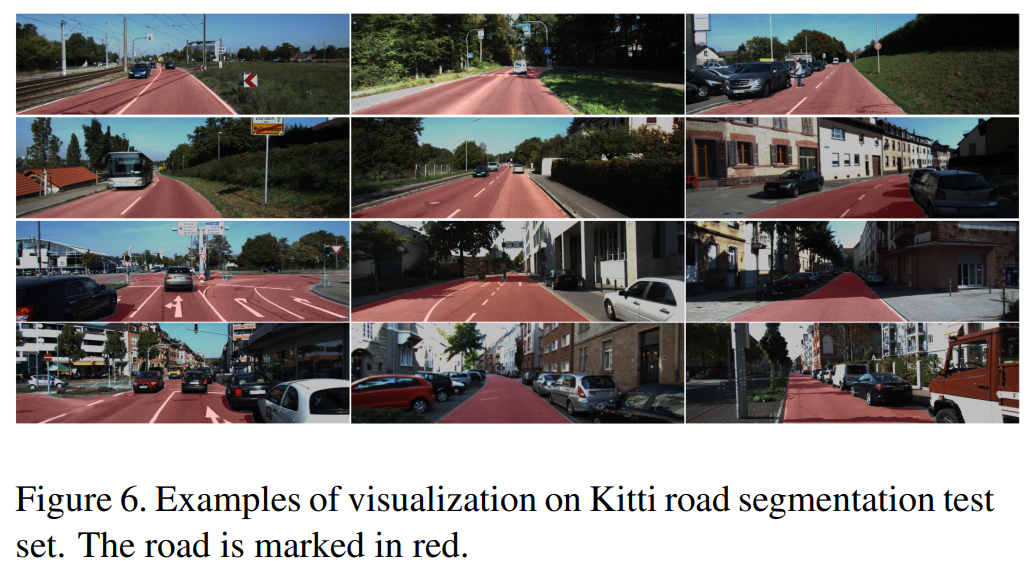 Figure 6. Examples of visualization on Kitti road segmentation test
set. The road is marked in red.